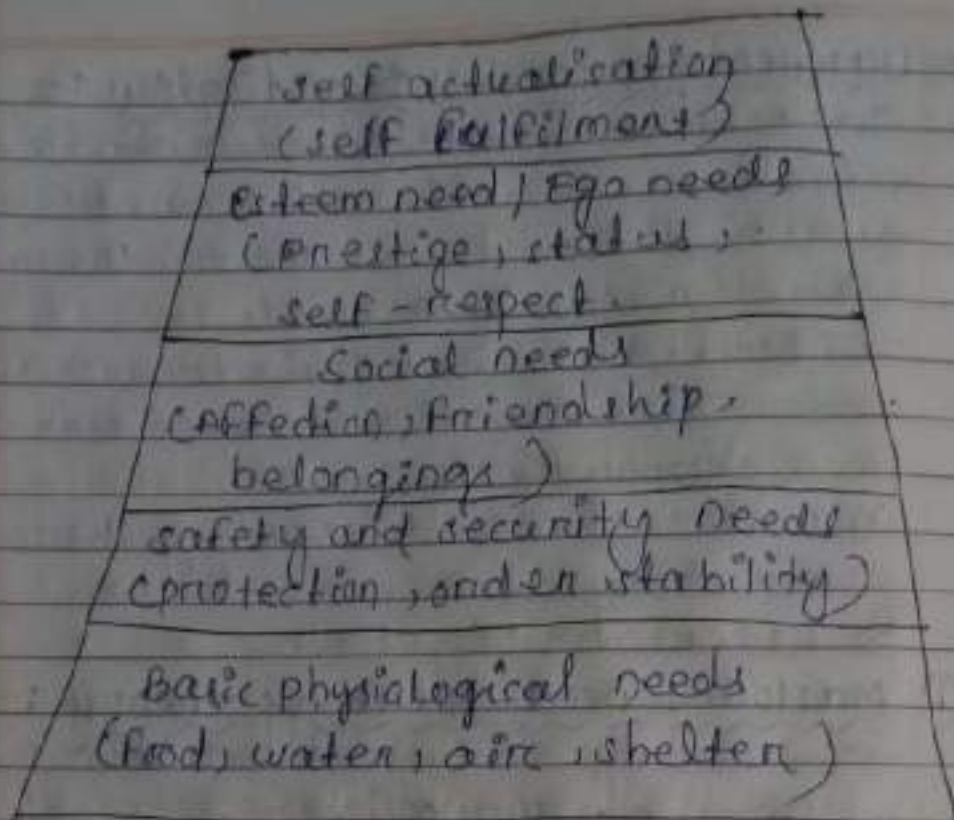 self actualication
(self fulfilment)
Esteem need / Ego needs
(prestige, status,
self-respect.
Social needs
(Affection, friendship.
belongings)
safety and security needs
(protection, order, stability)
Basic physiological needs
(food, water, air, shelter)